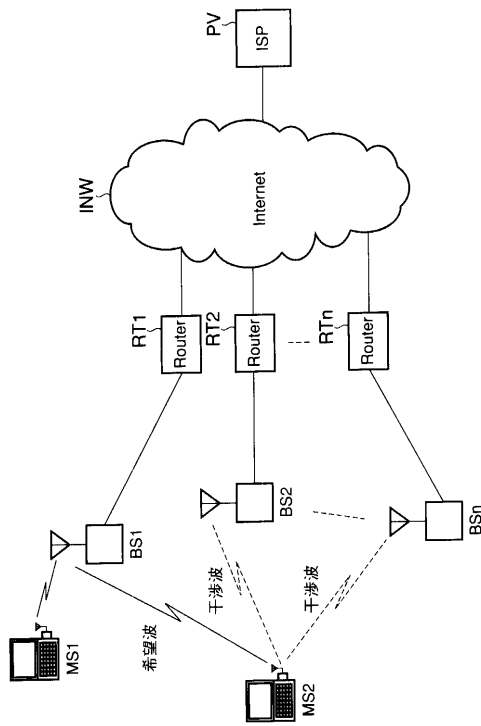 MS1
希望波
MS2
干渉波
干渉波
BS1
BS2
BSn
RT1
Router
RT2
Router
RTn
Router
INW
Internet
PV
ISP